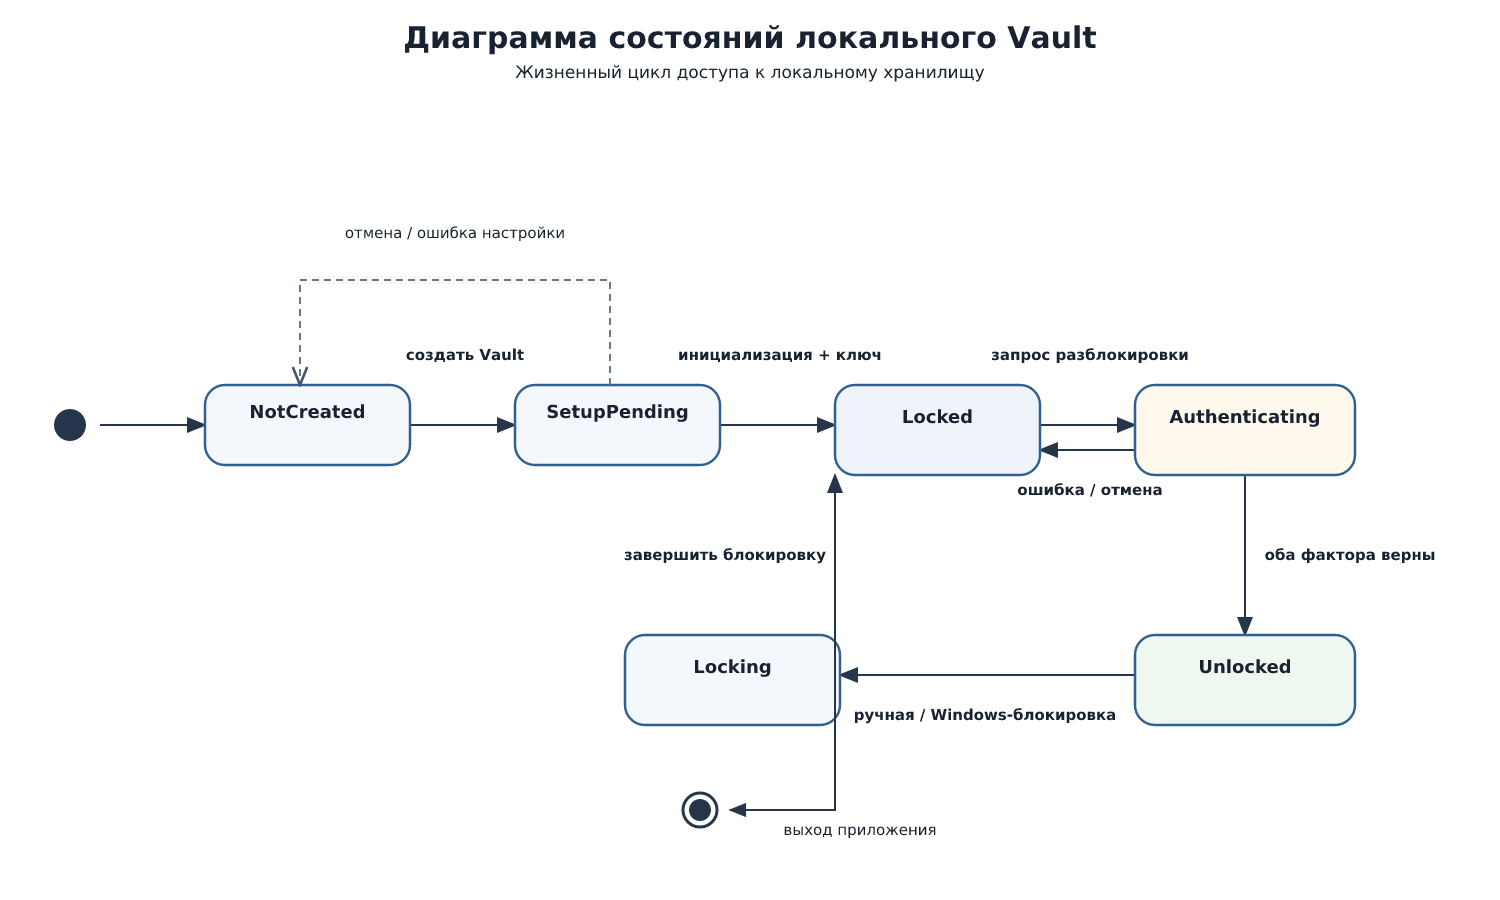 Диаграмма состояний локального Vault
Жизненный цикл доступа к локальному хранилищу
отмена / ошибка настройки
создать Vault
инициализация + ключ
запрос разблокировки
NotCreated
SetupPending
Locked
Authenticating
ошибка / отмена
завершить блокировку
оба фактора верны
Locking
Unlocked
ручная / Windows-блокировка
выход приложения